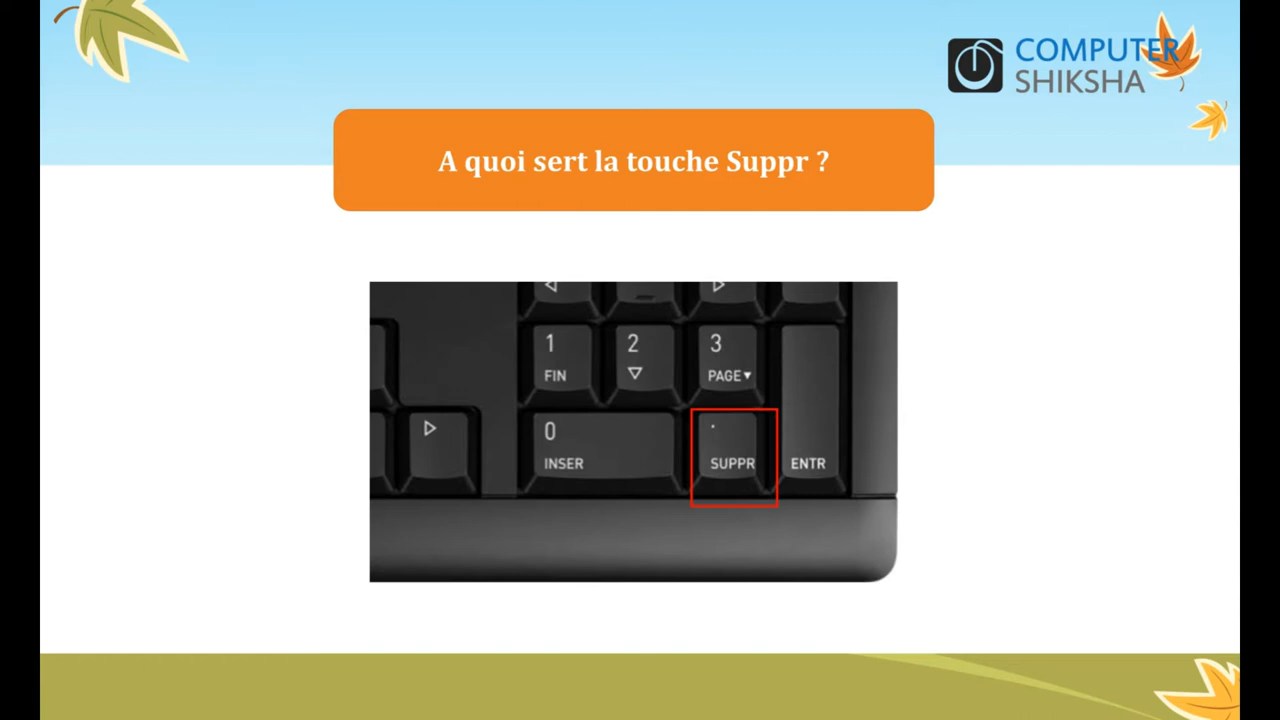 COMPUTER
SHIKSHA
A quoi sert la touche Suppr ?
1
2
3
FIN
PAGE
0
.
INSER
SUPPR
ENTR